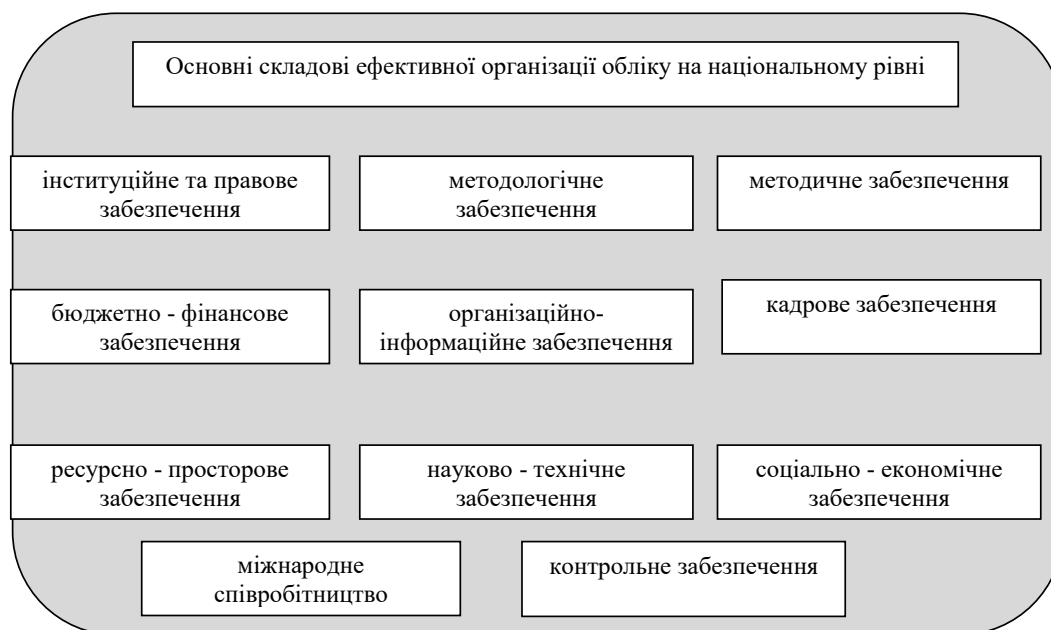 Основні складові ефективної організації обліку на національному рівні
інституційне та правове
забезпечення
методологічне
забезпечення
методичне забезпечення
бюджетно - фінансове
забезпечення
організаційно-
інформаційне забезпечення
кадрове забезпечення
ресурсно - просторове
забезпечення
науково - технічне
забезпечення
соціально - економічне
забезпечення
міжнародне
співробітництво
контрольне забезпечення